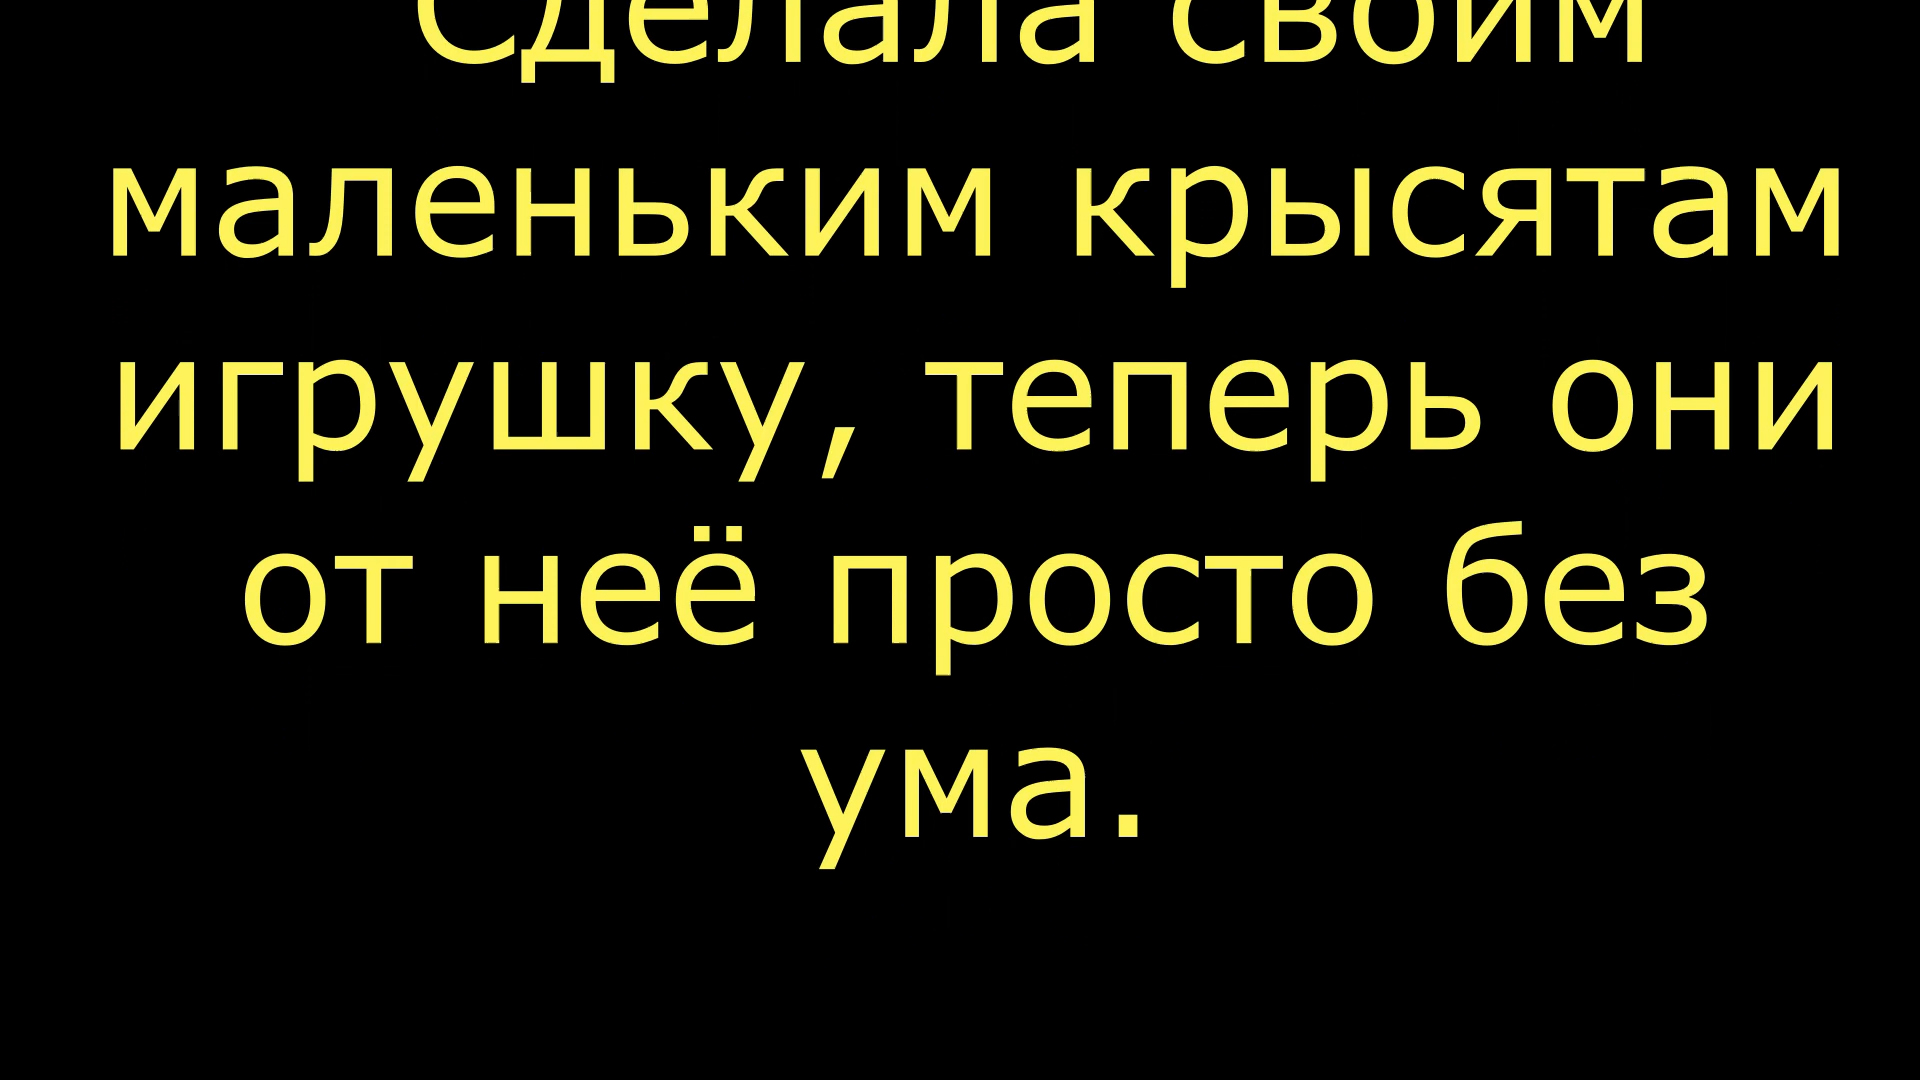 Сделала своим
маленьким крысятам
игрушку, теперь они
от неё просто без
ума.